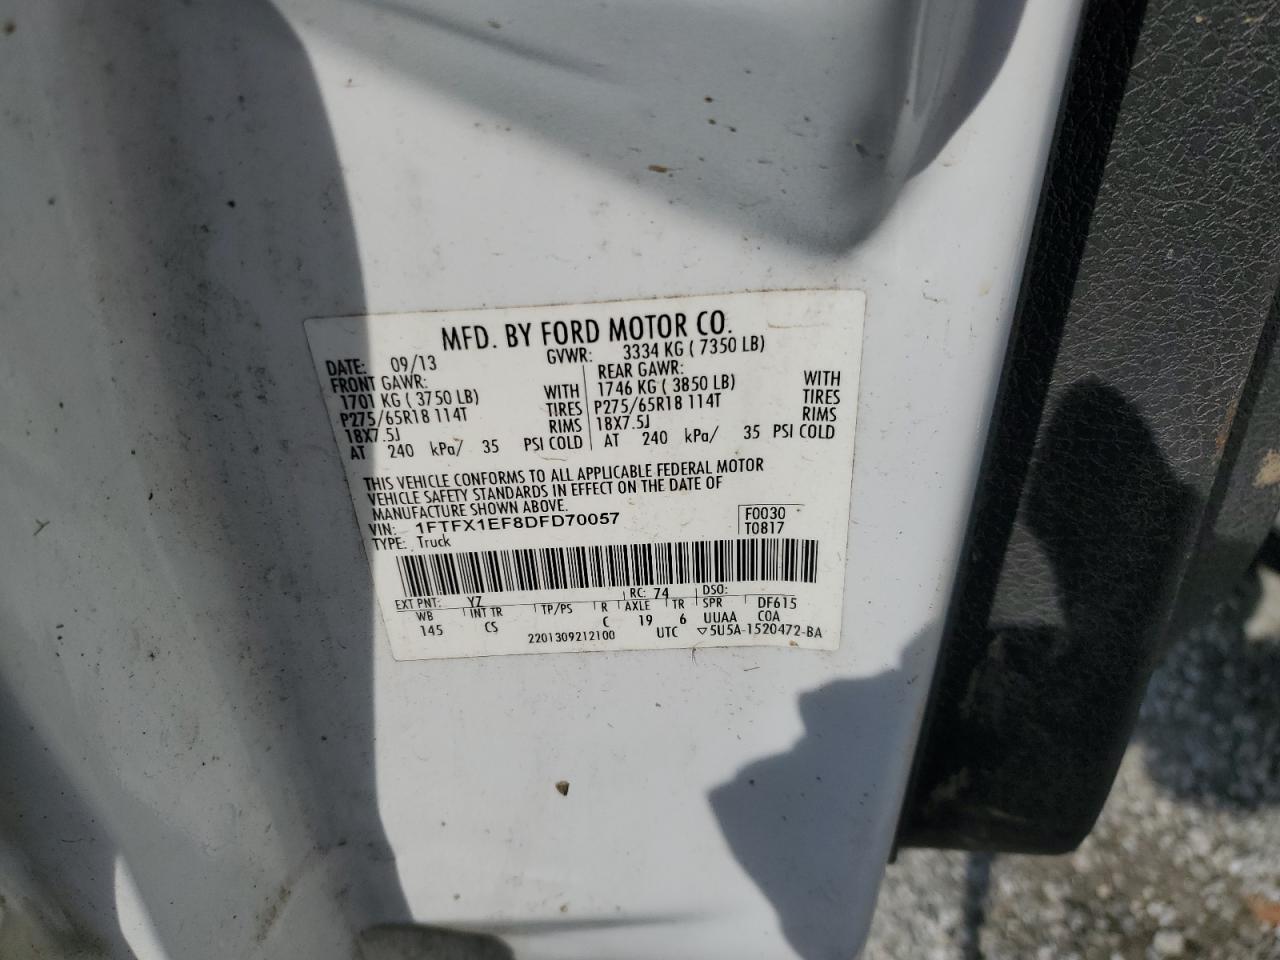 MFD. BY FORD MOTOR CO.
DATE: 09/13 GVWR: 3334 KG ( 7350 LB)
FRONT GAWR: REAR GAWR:
1701 KG ( 3750 LB) WITH 1746 KG ( 3850 LB) WITH
P275/65R18 114T TIRES P275/65R18 114T TIRES
18X7.5J RIMS 18X7.5J RIMS
AT 240 kPa/ 35 PSI COLD AT 240 kPa/ 35 PSI COLD
THIS VEHICLE CONFORMS TO ALL APPLICABLE FEDERAL MOTOR
VEHICLE SAFETY STANDARDS IN EFFECT ON THE DATE OF
MANUFACTURE SHOWN ABOVE.
VIN: 1FTFX1EF8DFD70057 F0030
TYPE: Truck T0817
EXT PNT: YZ RC: 74 DSO:
WB INT TR TP/PS R AXLE TR SPR DF615
145 CS C 19 6 UUAA COA
2201309212100 UTC ▽5U5A-1520472-BA